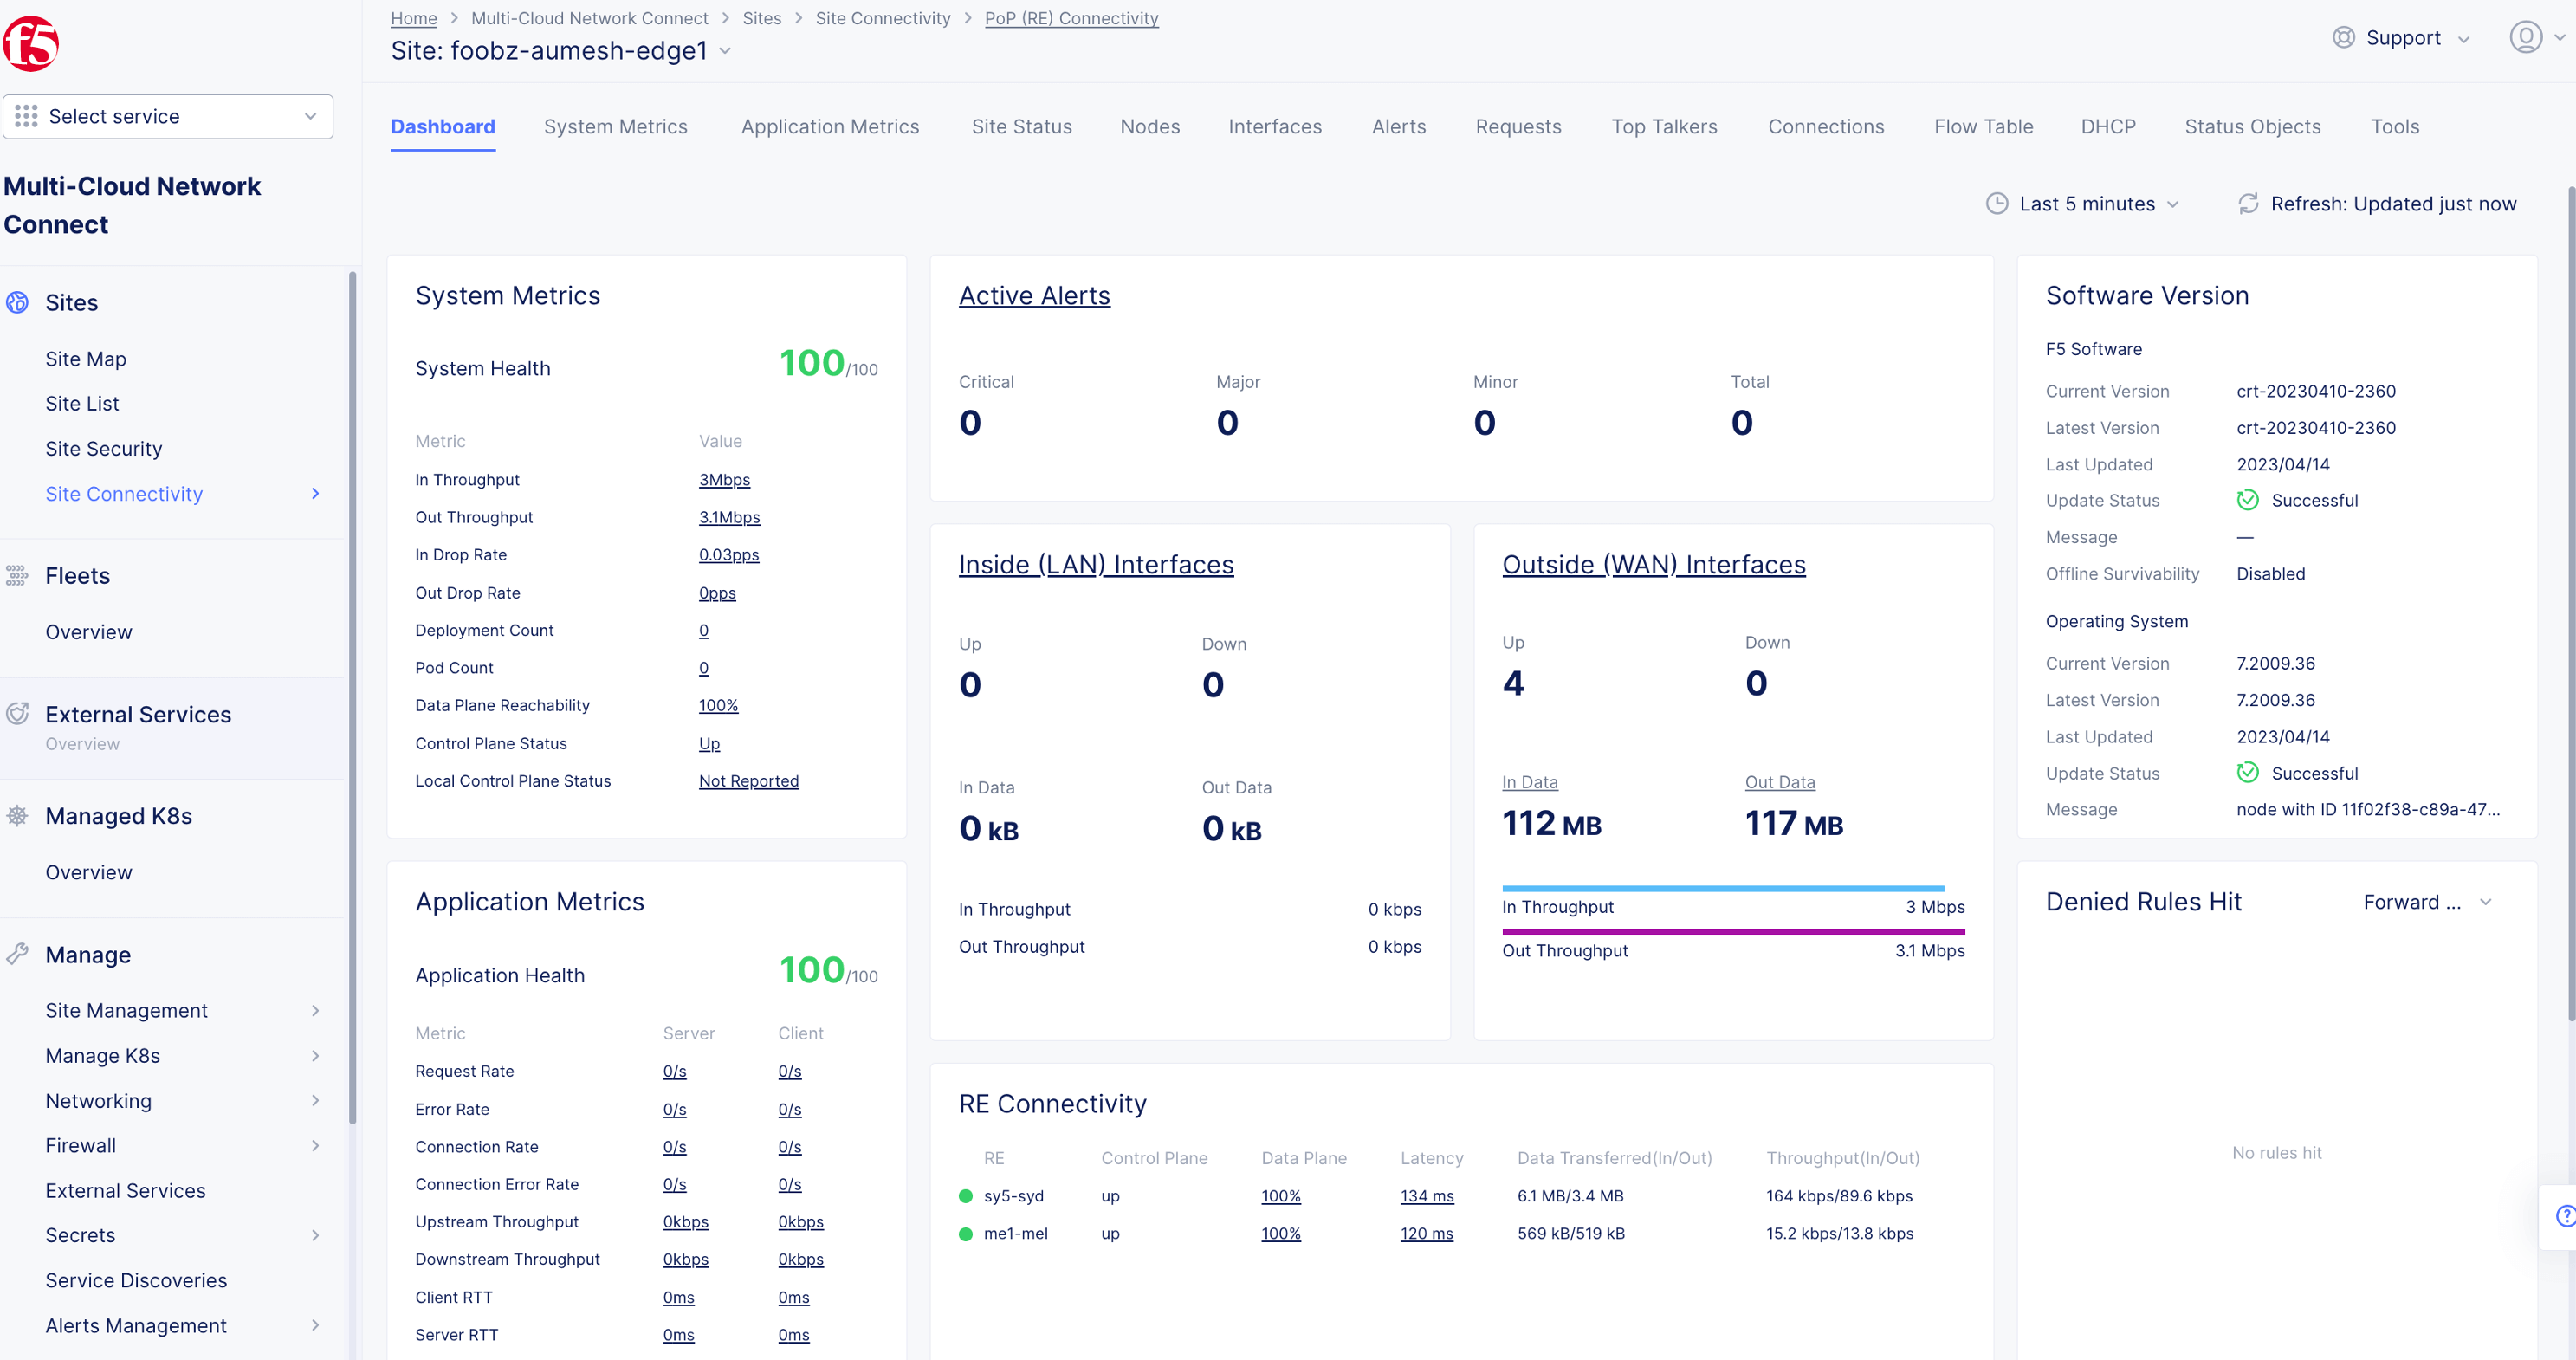 f5
Select service
Multi-Cloud Network
Connect
Sites
Site Map
Site List
Site Security
Site Connectivity
Fleets
Overview
External Services
Overview
Managed K8s
Overview
Manage
Site Management
Manage K8s
Networking
Firewall
External Services
Secrets
Service Discoveries
Alerts Management
Home > Multi-Cloud Network Connect > Sites > Site Connectivity > PoP (RE) Connectivity
Site: foobz-aumesh-edge1
Support
Dashboard System Metrics Application Metrics Site Status Nodes Interfaces Alerts Requests Top Talkers Connections Flow Table DHCP Status Objects Tools
Last 5 minutes Refresh: Updated just now
System Metrics
System Health 100/100
Metric Value
In Throughput 3Mbps
Out Throughput 3.1Mbps
In Drop Rate 0.03pps
Out Drop Rate 0pps
Deployment Count 0
Pod Count 0
Data Plane Reachability 100%
Control Plane Status Up
Local Control Plane Status Not Reported
Application Metrics
Application Health 100/100
Metric Server Client
Request Rate 0/s 0/s
Error Rate 0/s 0/s
Connection Rate 0/s 0/s
Connection Error Rate 0/s 0/s
Upstream Throughput 0kbps 0kbps
Downstream Throughput 0kbps 0kbps
Client RTT 0ms 0ms
Server RTT 0ms 0ms
Active Alerts
Critical Major Minor Total
0 0 0 0
Inside (LAN) Interfaces
Up Down
0 0
In Data Out Data
0 kB 0 kB
In Throughput 0 kbps
Out Throughput 0 kbps
Outside (WAN) Interfaces
Up Down
4 0
In Data Out Data
112 MB 117 MB
In Throughput 3 Mbps
Out Throughput 3.1 Mbps
RE Connectivity
RE Control Plane Data Plane Latency Data Transferred(In/Out) Throughput(In/Out)
sy5-syd up 100% 134 ms 6.1 MB/3.4 MB 164 kbps/89.6 kbps
me1-mel up 100% 120 ms 569 kB/519 kB 15.2 kbps/13.8 kbps
Software Version
F5 Software
Current Version crt-20230410-2360
Latest Version crt-20230410-2360
Last Updated 2023/04/14
Update Status Successful
Message —
Offline Survivability Disabled
Operating System
Current Version 7.2009.36
Latest Version 7.2009.36
Last Updated 2023/04/14
Update Status Successful
Message node with ID 11f02f38-c89a-47...
Denied Rules Hit Forward ...
No rules hit